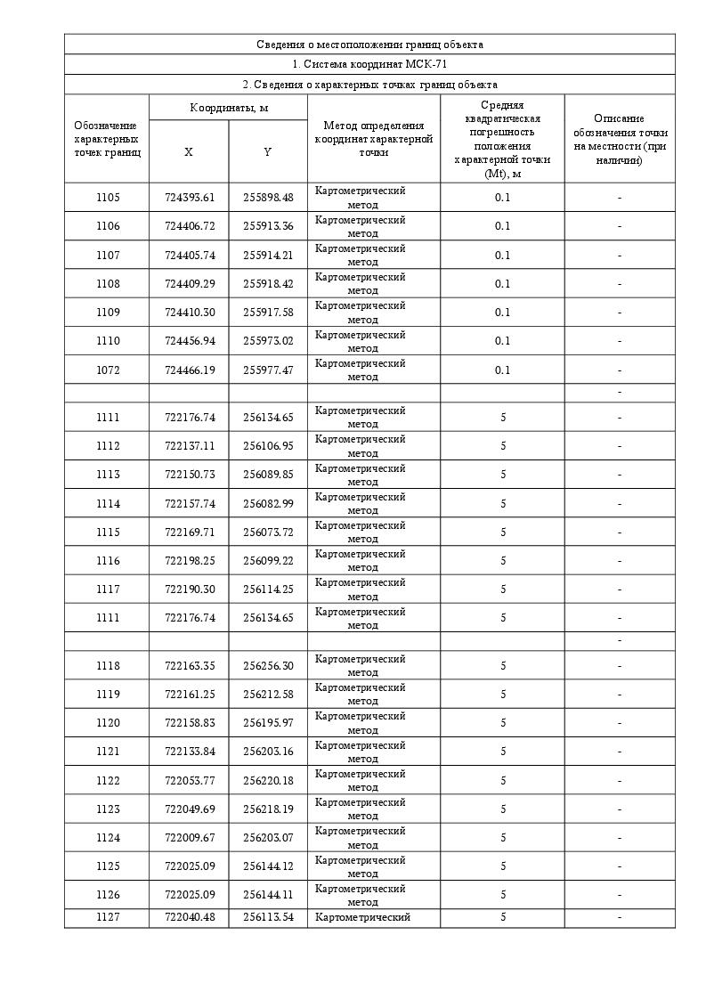 Сведения о местоположении границ объекта
1. Система координат МСК-71
2. Сведения о характерных точках границ объекта
Обозначение характерных точек границ
Координаты, м
X
Y
Метод определения координат характерной точки
Средняя квадратическая погрешность положения характерной точки (Mt), м
Описание обозначения точки на местности (при наличии)
1105 724393.61 255898.48 Картометрический метод 0.1 -
1106 724406.72 255913.36 Картометрический метод 0.1 -
1107 724405.74 255914.21 Картометрический метод 0.1 -
1108 724409.29 255918.42 Картометрический метод 0.1 -
1109 724410.30 255917.58 Картометрический метод 0.1 -
1110 724456.94 255973.02 Картометрический метод 0.1 -
1072 724466.19 255977.47 Картометрический метод 0.1 -
-
1111 722176.74 256134.65 Картометрический метод 5 -
1112 722137.11 256106.95 Картометрический метод 5 -
1113 722150.73 256089.85 Картометрический метод 5 -
1114 722157.74 256082.99 Картометрический метод 5 -
1115 722169.71 256073.72 Картометрический метод 5 -
1116 722198.25 256099.22 Картометрический метод 5 -
1117 722190.30 256114.25 Картометрический метод 5 -
1111 722176.74 256134.65 Картометрический метод 5 -
-
1118 722163.35 256256.30 Картометрический метод 5 -
1119 722161.25 256212.58 Картометрический метод 5 -
1120 722158.83 256195.97 Картометрический метод 5 -
1121 722133.84 256203.16 Картометрический метод 5 -
1122 722053.77 256220.18 Картометрический метод 5 -
1123 722049.69 256218.19 Картометрический метод 5 -
1124 722009.67 256203.07 Картометрический метод 5 -
1125 722025.09 256144.12 Картометрический метод 5 -
1126 722025.09 256144.11 Картометрический метод 5 -
1127 722040.48 256113.54 Картометрический 5 -